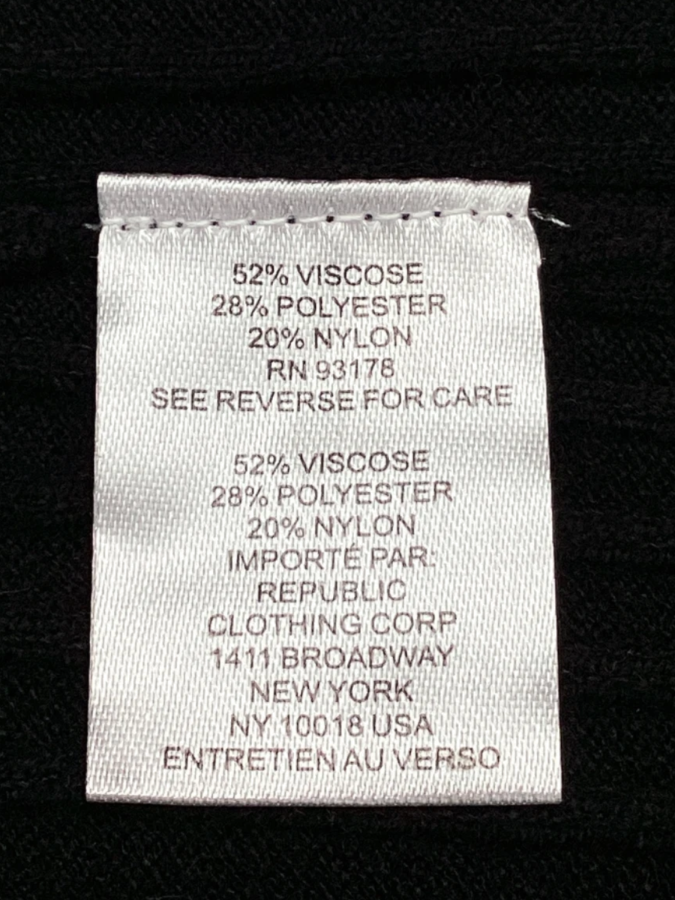 52% VISCOSE
28% POLYESTER
20% NYLON
RN 93178
SEE REVERSE FOR CARE
52% VISCOSE
28% POLYESTER
20% NYLON
IMPORTÉ PAR:
REPUBLIC
CLOTHING CORP
1411 BROADWAY
NEW YORK
NY 10018 USA
ENTRETIEN AU VERSO